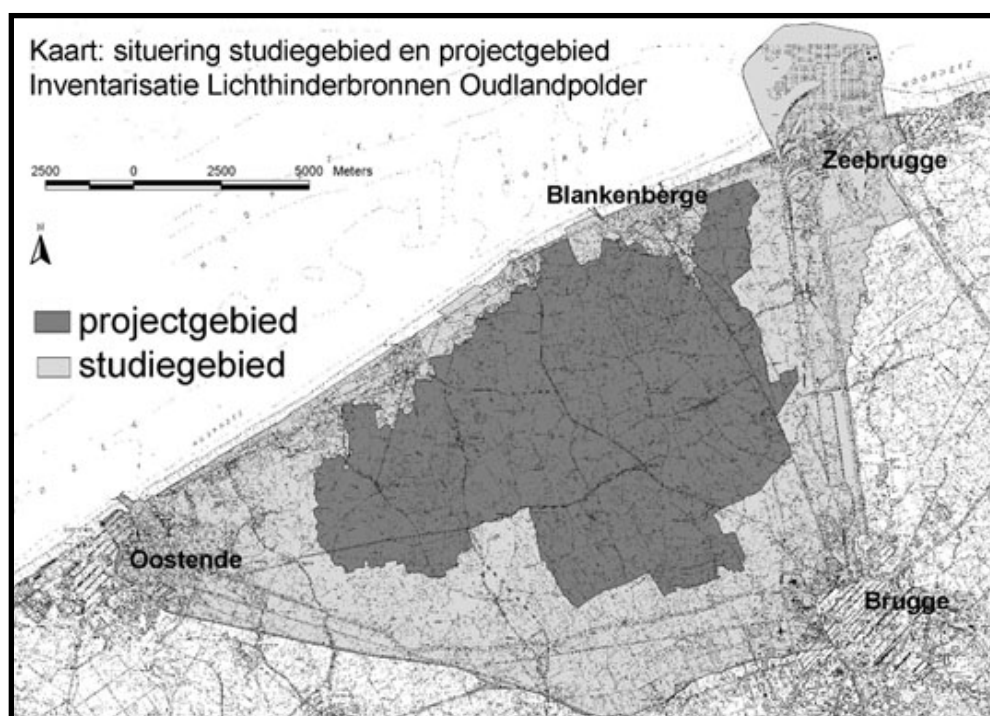 Kaart: situering studiegebied en projectgebied
Inventarisatie Lichthinderbronnen Oudlandpolder
2500 0 2500 5000 Meters
N
Zeebrugge
Blankenberge
projectgebied
studiegebied
Oostende
Brugge
NOORDZEE